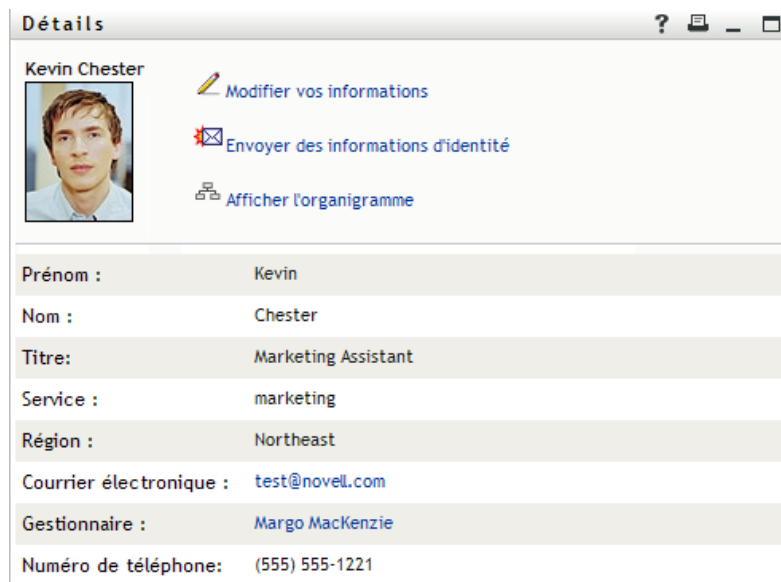 Détails
Kevin Chester
Modifier vos informations
Envoyer des informations d'identité
Afficher l'organigramme
Prénom : Kevin
Nom : Chester
Titre: Marketing Assistant
Service : marketing
Région : Northeast
Courrier électronique : test@novell.com
Gestionnaire : Margo MacKenzie
Numéro de téléphone: (555) 555-1221